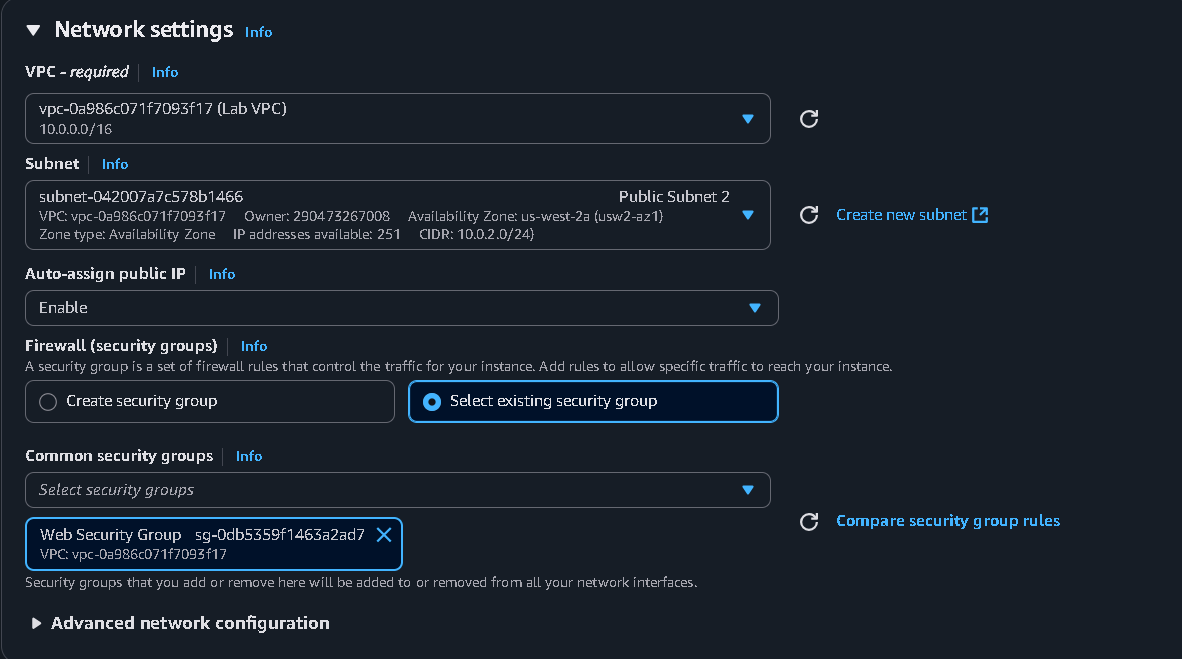 Network settings Info
VPC - required Info
vpc-0a986c071f7093f17 (Lab VPC)
10.0.0.0/16
Subnet Info
subnet-042007a7c578b1466 Public Subnet 2
VPC: vpc-0a986c071f7093f17 Owner: 290473267008 Availability Zone: us-west-2a (usw2-az1)
Zone type: Availability Zone IP addresses available: 251 CIDR: 10.0.2.0/24)
Create new subnet
Auto-assign public IP Info
Enable
Firewall (security groups) Info
A security group is a set of firewall rules that control the traffic for your instance. Add rules to allow specific traffic to reach your instance.
Create security group Select existing security group
Common security groups Info
Select security groups
Web Security Group sg-0db5359f1463a2ad7
VPC: vpc-0a986c071f7093f17
Compare security group rules
Security groups that you add or remove here will be added to or removed from all your network interfaces.
Advanced network configuration